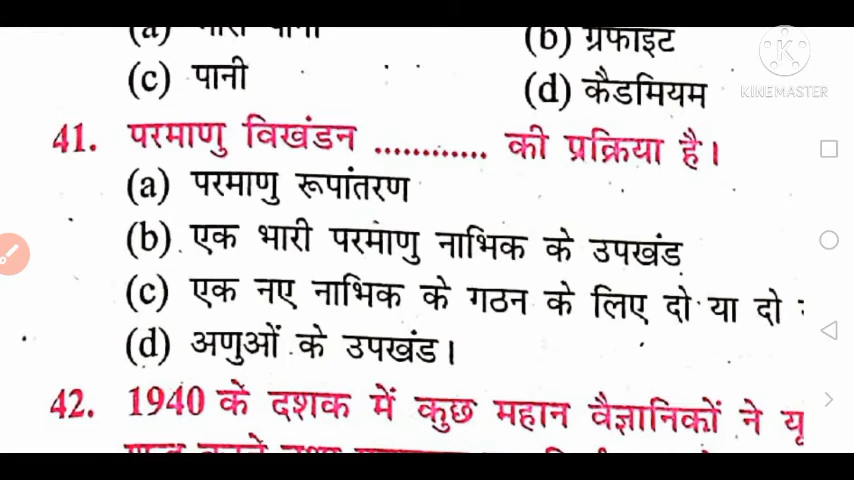 (b) ग्रेफाइट
(c) पानी
(d) कैडमियम
KINEMASTER
41. परमाणु विखंडन ............. की प्रक्रिया है।
(a) परमाणु रूपांतरण
(b) एक भारी परमाणु नाभिक के उपखंड
(c) एक नए नाभिक के गठन के लिए दो या दो
(d) अणुओं के उपखंड।
42. 1940 के दशक में कुछ महान वैज्ञानिकों ने